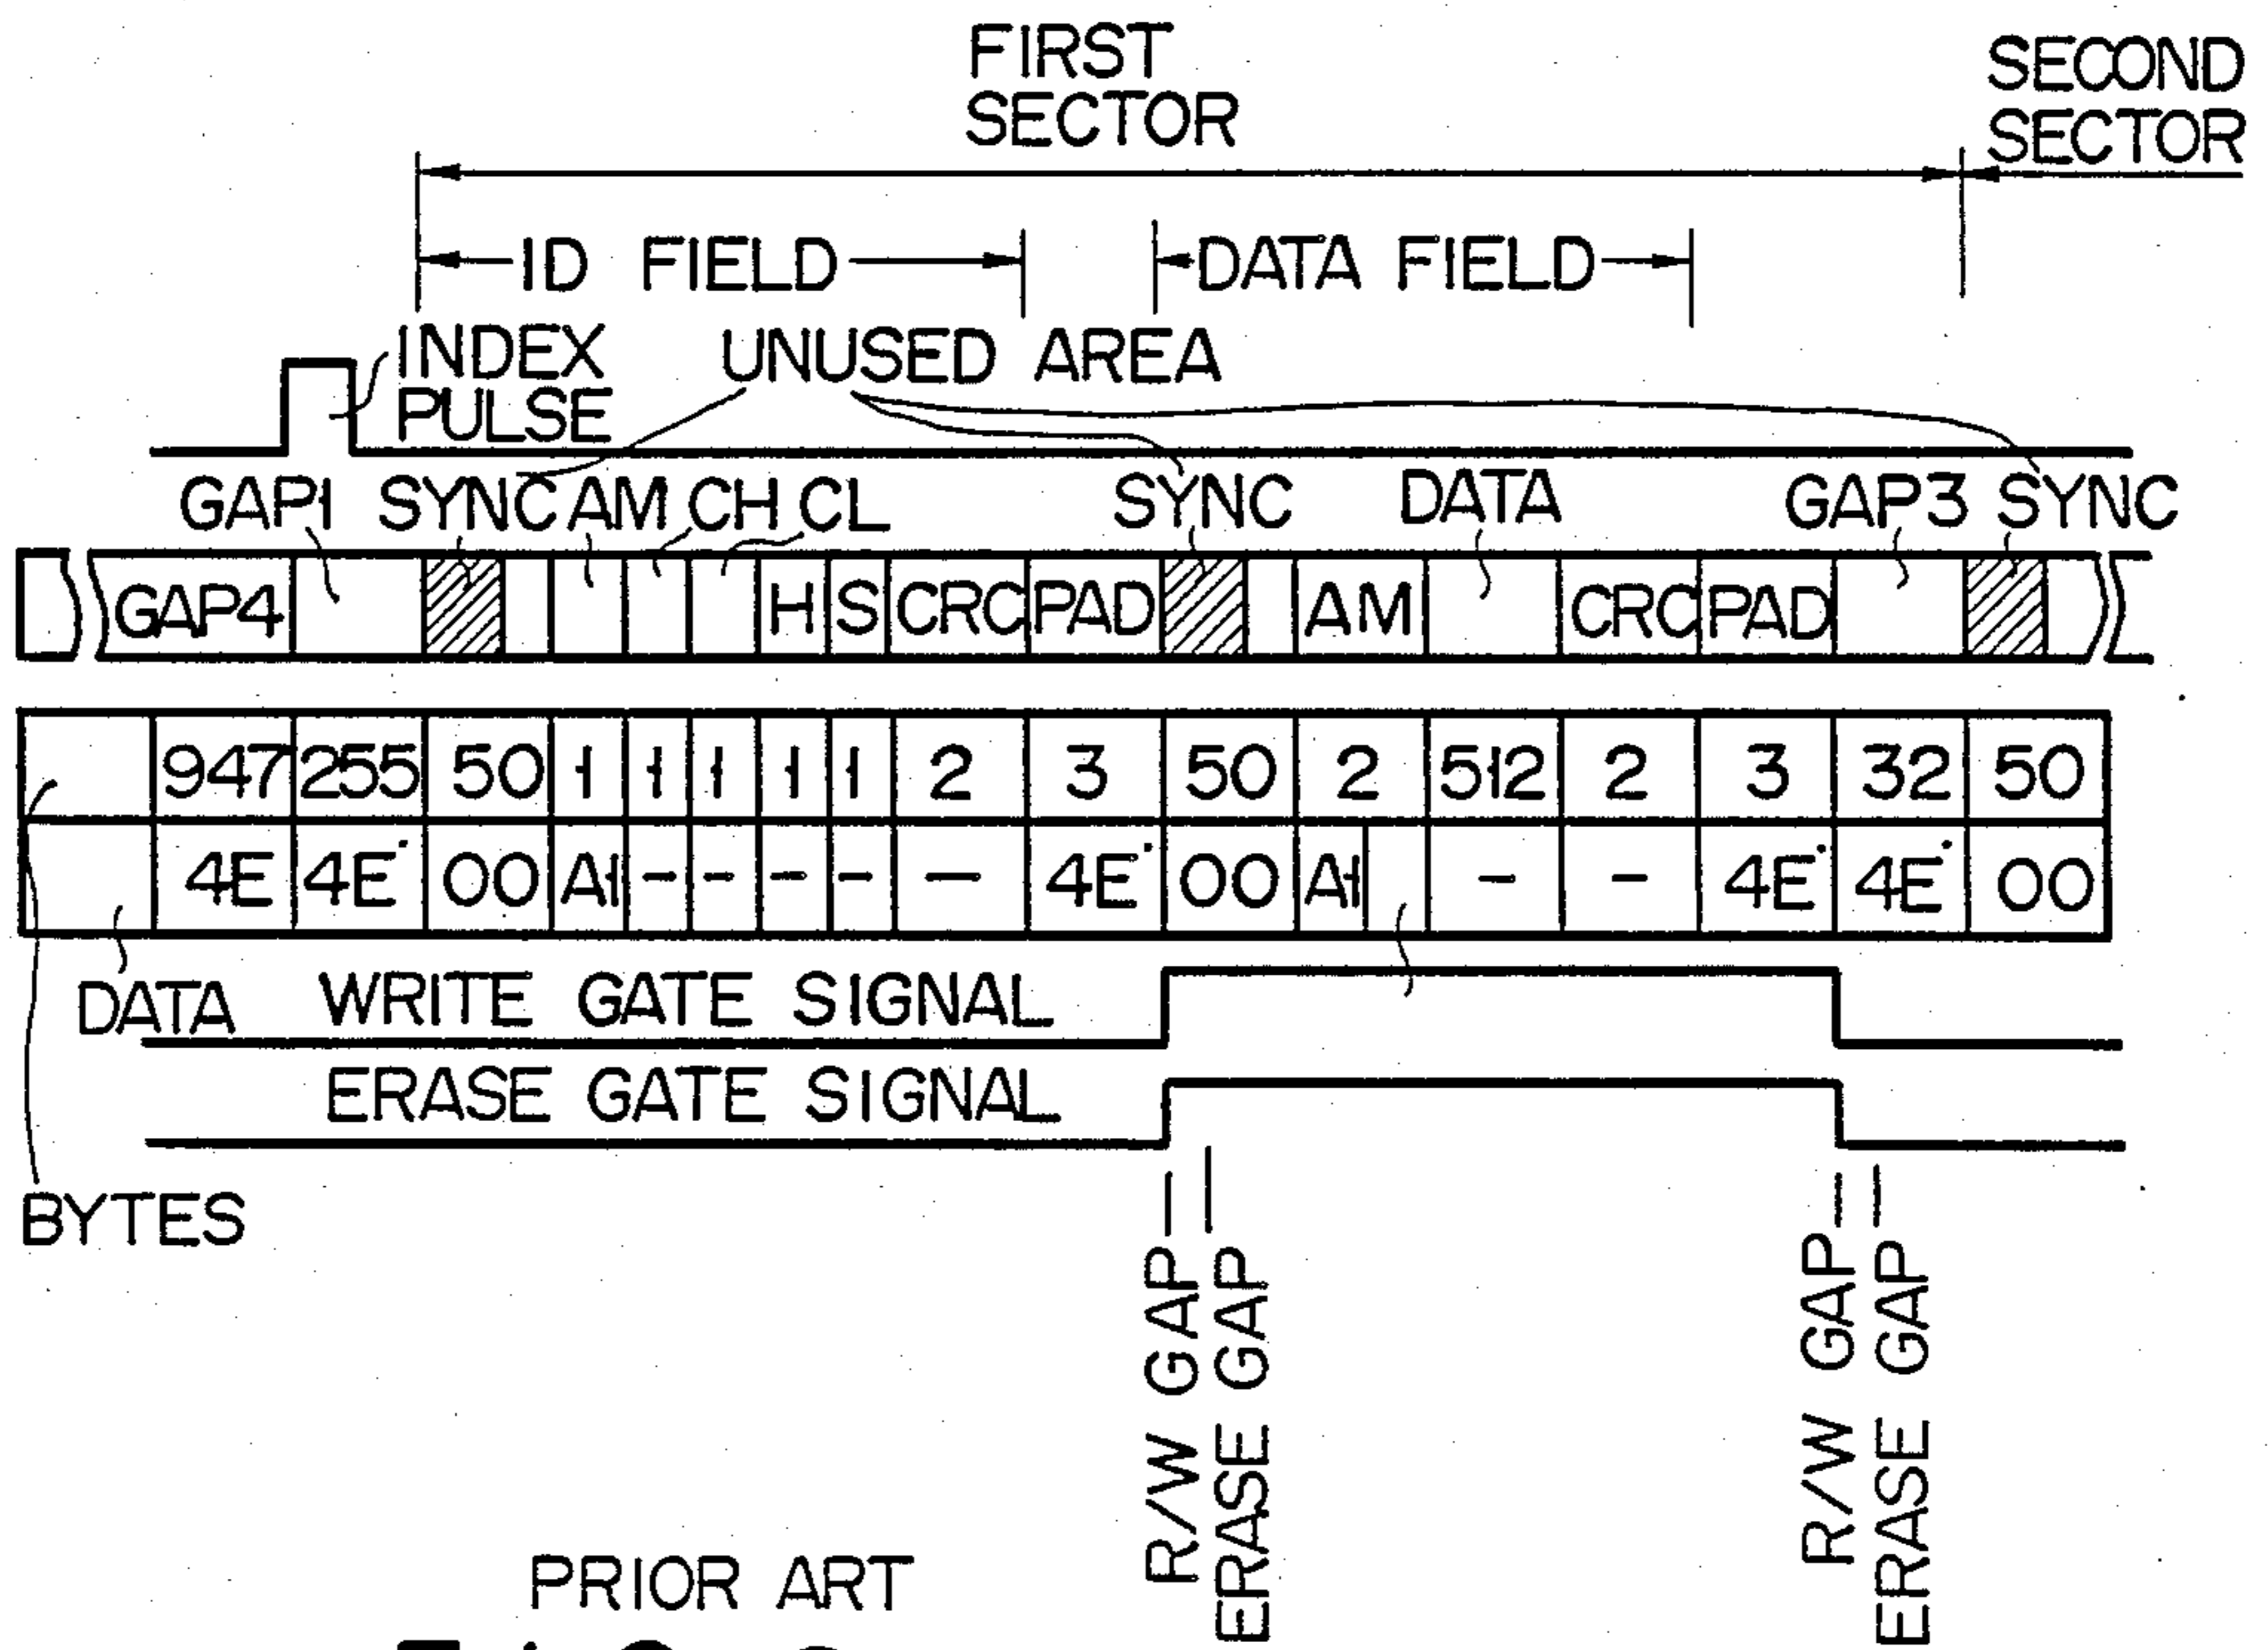 FIRST
SECTOR
SECOND
SECTOR
ID FIELD
DATA FIELD
INDEX
PULSE
UNUSED AREA
GAP1 SYNC AM CH CL SYNC DATA GAP3 SYNC
GAP4 H S CRC PAD AM CRC PAD
947 255 50 1 1 1 1 1 2 3 50 2 512 2 3 32 50
4E 4E 00 A1 - - - - - 4E 00 A1 - - 4E 4E 00
DATA
WRITE GATE SIGNAL
ERASE GATE SIGNAL
BYTES
R/W GAP
ERASE GAP
R/W GAP
ERASE GAP
PRIOR ART